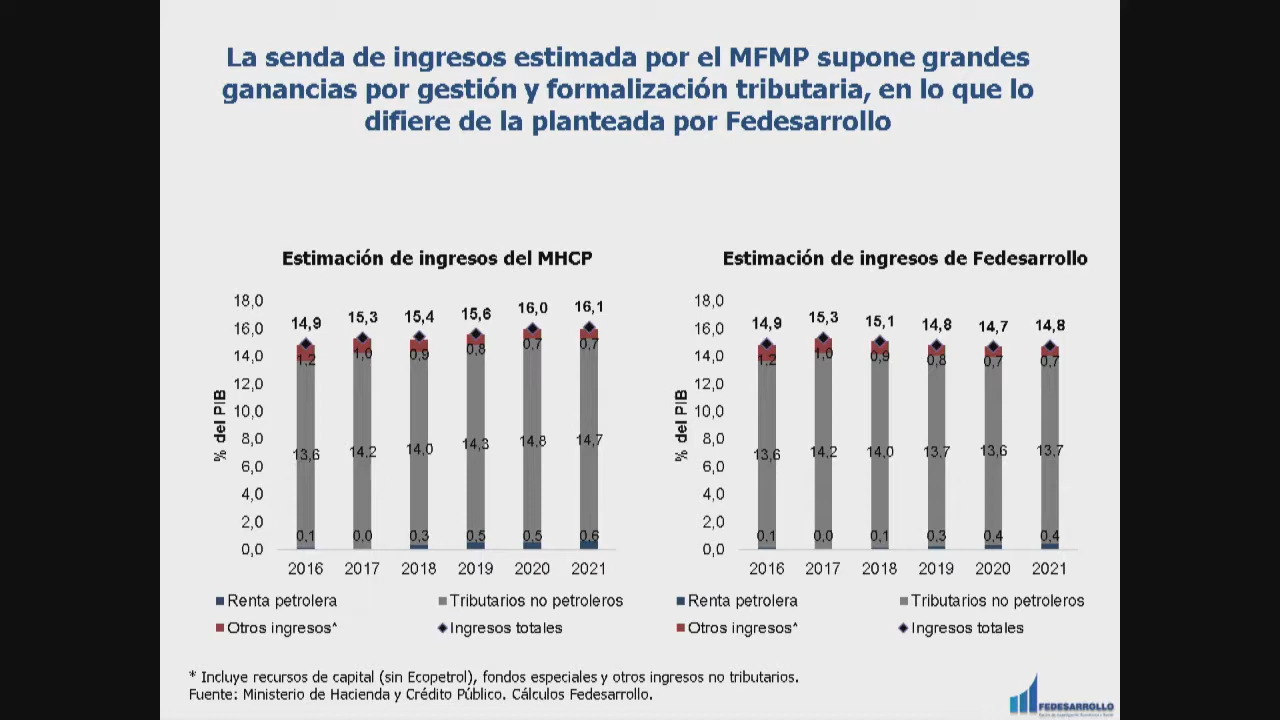 La senda de ingresos estimada por el MFMP supone grandes
ganancias por gestión y formalización tributaria, en lo que lo
difiere de la planteada por Fedesarrollo
Estimación de ingresos del MHCP
% del PIB
18,0
16,0
14,0
12,0
10,0
8,0
6,0
4,0
2,0
0,0
14,9 15,3 15,4 15,6 16,0 16,1
1,2 1,0 0,9 0,8 0,7 0,7
13,6 14,2 14,0 14,3 14,8 14,7
0,1 0,0 0,3 0,5 0,5 0,6
2016 2017 2018 2019 2020 2021
Renta petrolera Tributarios no petroleros
Otros ingresos* Ingresos totales
Estimación de ingresos de Fedesarrollo
% del PIB
18,0
16,0
14,0
12,0
10,0
8,0
6,0
4,0
2,0
0,0
14,9 15,3 15,1 14,8 14,7 14,8
1,2 1,0 0,9 0,8 0,7 0,7
13,6 14,2 14,0 13,7 13,6 13,7
0,1 0,0 0,1 0,3 0,4 0,4
2016 2017 2018 2019 2020 2021
Renta petrolera Tributarios no petroleros
Otros ingresos* Ingresos totales
* Incluye recursos de capital (sin Ecopetrol), fondos especiales y otros ingresos no tributarios.
Fuente: Ministerio de Hacienda y Crédito Público. Cálculos Fedesarrollo.
FEDESARROLLO